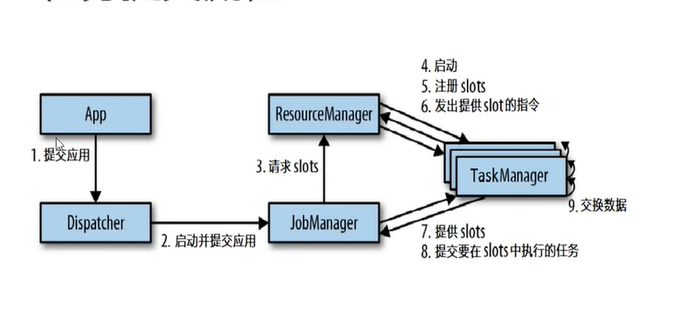 4. 启动
5. 注册 slots
6. 发出提供 slot 的指令
App
ResourceManager
1. 提交应用
3. 请求 slots
TaskManager
9. 交换数据
Dispatcher
2. 启动并提交应用
JobManager
7. 提供 slots
8. 提交要在 slots 中执行的任务